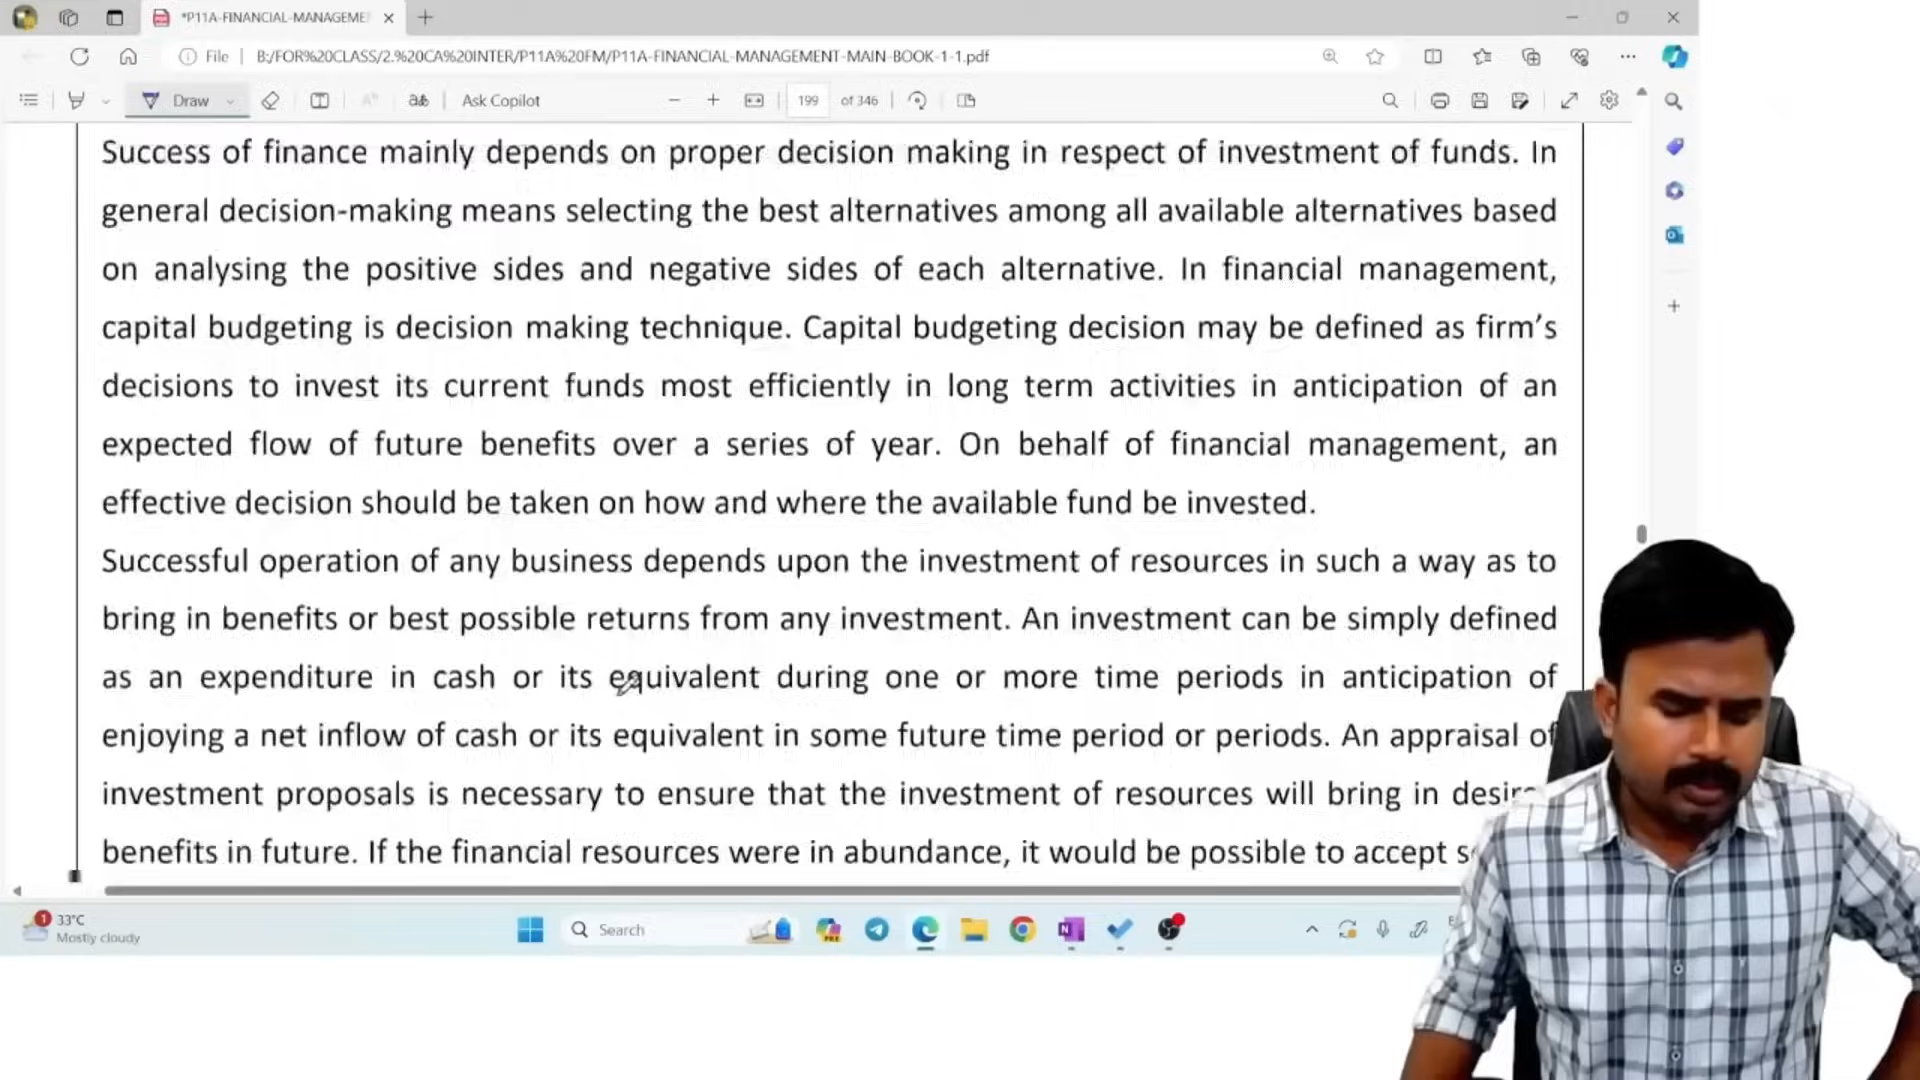 *P11A-FINANCIAL-MANAGEME
File
B:/FOR%20CLASS/2.%20CA%20INTER/P11A%20FM/P11A-FINANCIAL-MANAGEMENT-MAIN-BOOK-1-1.pdf
Draw
aあ
Ask Copilot
199 of 346
Success of finance mainly depends on proper decision making in respect of investment of funds. In
general decision-making means selecting the best alternatives among all available alternatives based
on analysing the positive sides and negative sides of each alternative. In financial management,
capital budgeting is decision making technique. Capital budgeting decision may be defined as firm’s
decisions to invest its current funds most efficiently in long term activities in anticipation of an
expected flow of future benefits over a series of year. On behalf of financial management, an
effective decision should be taken on how and where the available fund be invested.
Successful operation of any business depends upon the investment of resources in such a way as to
bring in benefits or best possible returns from any investment. An investment can be simply defined
as an expenditure in cash or its equivalent during one or more time periods in anticipation of
enjoying a net inflow of cash or its equivalent in some future time period or periods. An appraisal of
investment proposals is necessary to ensure that the investment of resources will bring in
benefits in future. If the financial resources were in abundance, it would be possible to accept
1
33°C
Mostly cloudy
Search